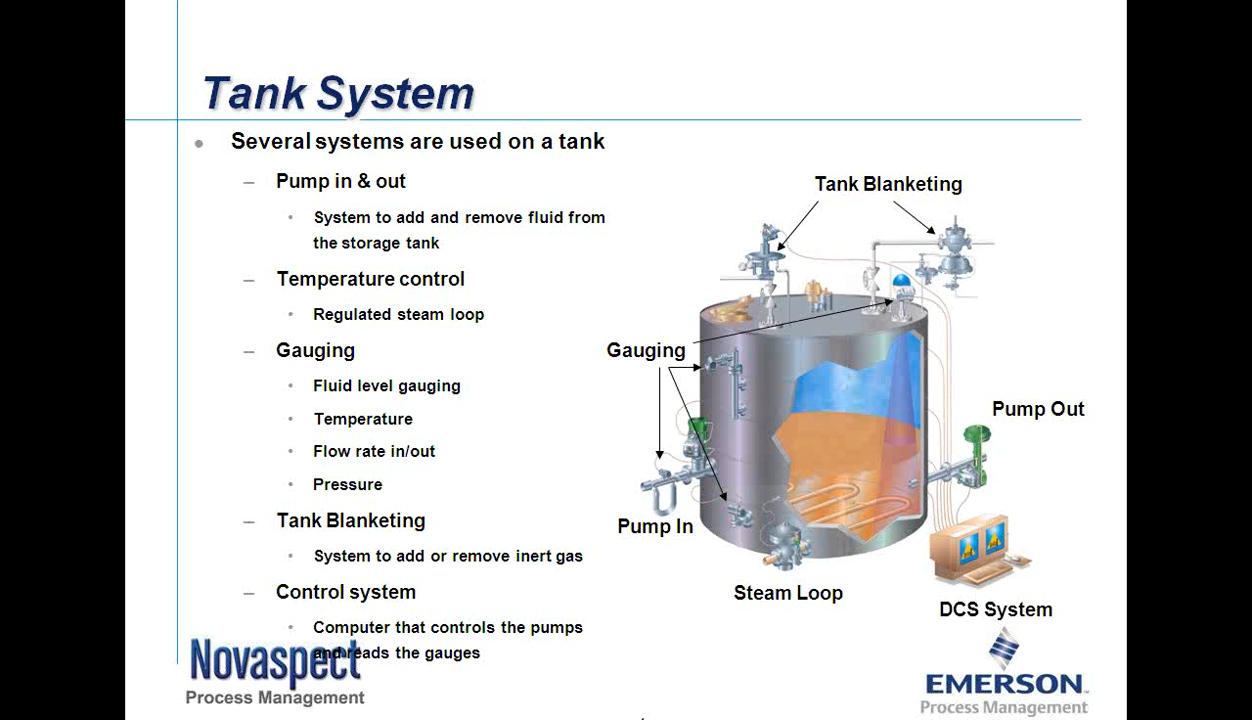 Tank System
• Several systems are used on a tank
– Pump in & out
• System to add and remove fluid from
the storage tank
– Temperature control
• Regulated steam loop
– Gauging
• Fluid level gauging
• Temperature
• Flow rate in/out
• Pressure
– Tank Blanketing
• System to add or remove inert gas
– Control system
• Computer that controls the pumps
and reads the gauges
Tank Blanketing
Gauging
Pump Out
Pump In
Steam Loop
DCS System
Novaspect
Process Management
EMERSON
Process Management